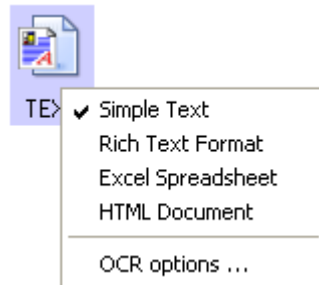 TEX
Simple Text
Rich Text Format
Excel Spreadsheet
HTML Document
OCR options ...